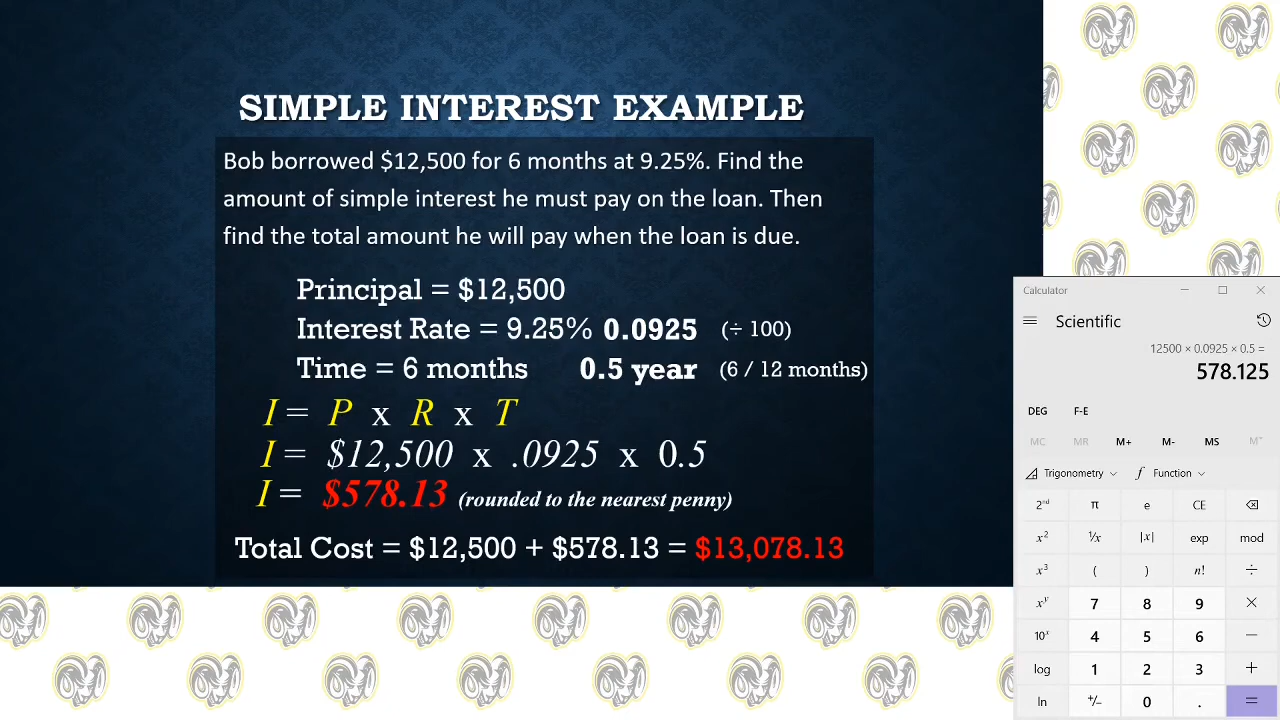 SIMPLE INTEREST EXAMPLE
Bob borrowed $12,500 for 6 months at 9.25%. Find the
amount of simple interest he must pay on the loan. Then
find the total amount he will pay when the loan is due.
Principal = $12,500
Interest Rate = 9.25% 0.0925 (÷ 100)
Time = 6 months 0.5 year (6 / 12 months)
I = P x R x T
I = $12,500 x .0925 x 0.5
I = $578.13 (rounded to the nearest penny)
Total Cost = $12,500 + $578.13 = $13,078.13
Calculator
Scientific
12500 × 0.0925 × 0.5 =
578.125
DEG F-E
MC MR M+ M- MS M˅
Trigonometry f Function
2ⁿᵈ π e CE
x² ¹/x |x| exp mod
x³ ( ) n! ÷
xʸ 7 8 9 ×
10ˣ 4 5 6 −
log 1 2 3 +
ln +/− 0 . =